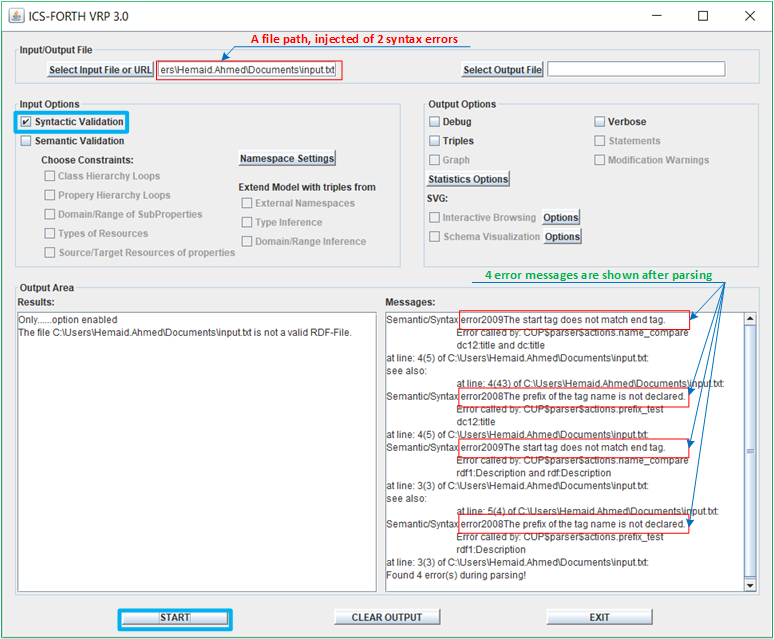 ICS-FORTH VRP 3.0
A file path, injected of 2 syntax errors
Input/Output File
Select Input File or URL ers\Hemaid.Ahmed\Documents\input.txt Select Output File
Input Options
Syntactic Validation
Semantic Validation
Choose Constraints:
Class Hierarchy Loops
Propery Hierarchy Loops
Domain/Range of SubProperties
Types of Resources
Source/Target Resources of properties
Namespace Settings
Extend Model with triples from
External Namespaces
Type Inference
Domain/Range Inference
Output Options
Debug Verbose
Triples Statements
Graph Modification Warnings
Statistics Options
SVG:
Interactive Browsing Options
Schema Visualization Options
4 error messages are shown after parsing
Output Area
Results:
Only......option enabled
The file C:\Users\Hemaid.Ahmed\Documents\input.txt is not a valid RDF-File.
Messages:
Semantic/Syntax error2009The start tag does not match end tag.
Error called by: CUP$parser$actions.name_compare
dc12:title and dc:title
at line: 4(5) of C:\Users\Hemaid.Ahmed\Documents\input.txt:
see also:
at line: 4(43) of C:\Users\Hemaid.Ahmed\Documents\input.txt:
Semantic/Syntax error2008The prefix of the tag name is not declared.
Error called by: CUP$parser$actions.prefix_test
dc12:title
at line: 4(5) of C:\Users\Hemaid.Ahmed\Documents\input.txt:
Semantic/Syntax error2009The start tag does not match end tag.
Error called by: CUP$parser$actions.name_compare
rdf1:Description and rdf:Description
at line: 3(3) of C:\Users\Hemaid.Ahmed\Documents\input.txt:
see also:
at line: 5(4) of C:\Users\Hemaid.Ahmed\Documents\input.txt:
Semantic/Syntax error2008The prefix of the tag name is not declared.
Error called by: CUP$parser$actions.prefix_test
rdf1:Description
at line: 3(3) of C:\Users\Hemaid.Ahmed\Documents\input.txt:
Found 4 error(s) during parsing!
START CLEAR OUTPUT EXIT